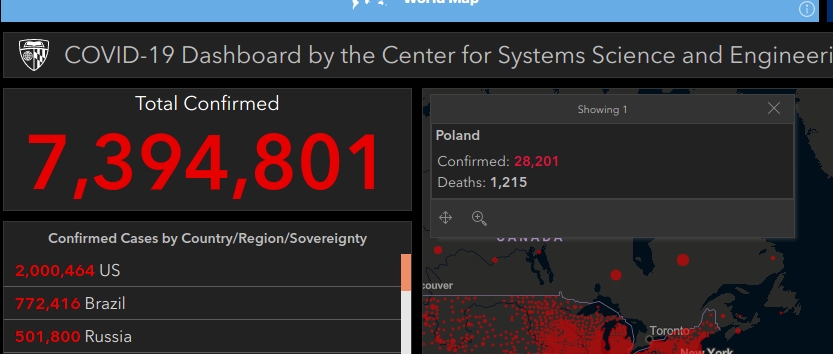 World Map
COVID-19 Dashboard by the Center for Systems Science and Engineeri
Total Confirmed
7,394,801
Confirmed Cases by Country/Region/Sovereignty
2,000,464 US
772,416 Brazil
501,800 Russia
Showing 1
Poland
Confirmed: 28,201
Deaths: 1,215
CANADA
couver
Toronto
New York